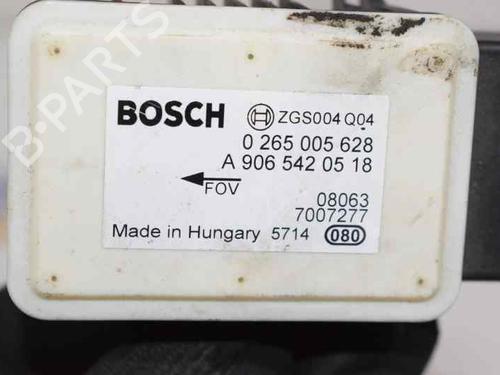 B-PARTS
BOSCH ZGS004 Q04
0 265 005 628
A 906 542 05 18
FOV
08063
7007277
Made in Hungary 5714 080